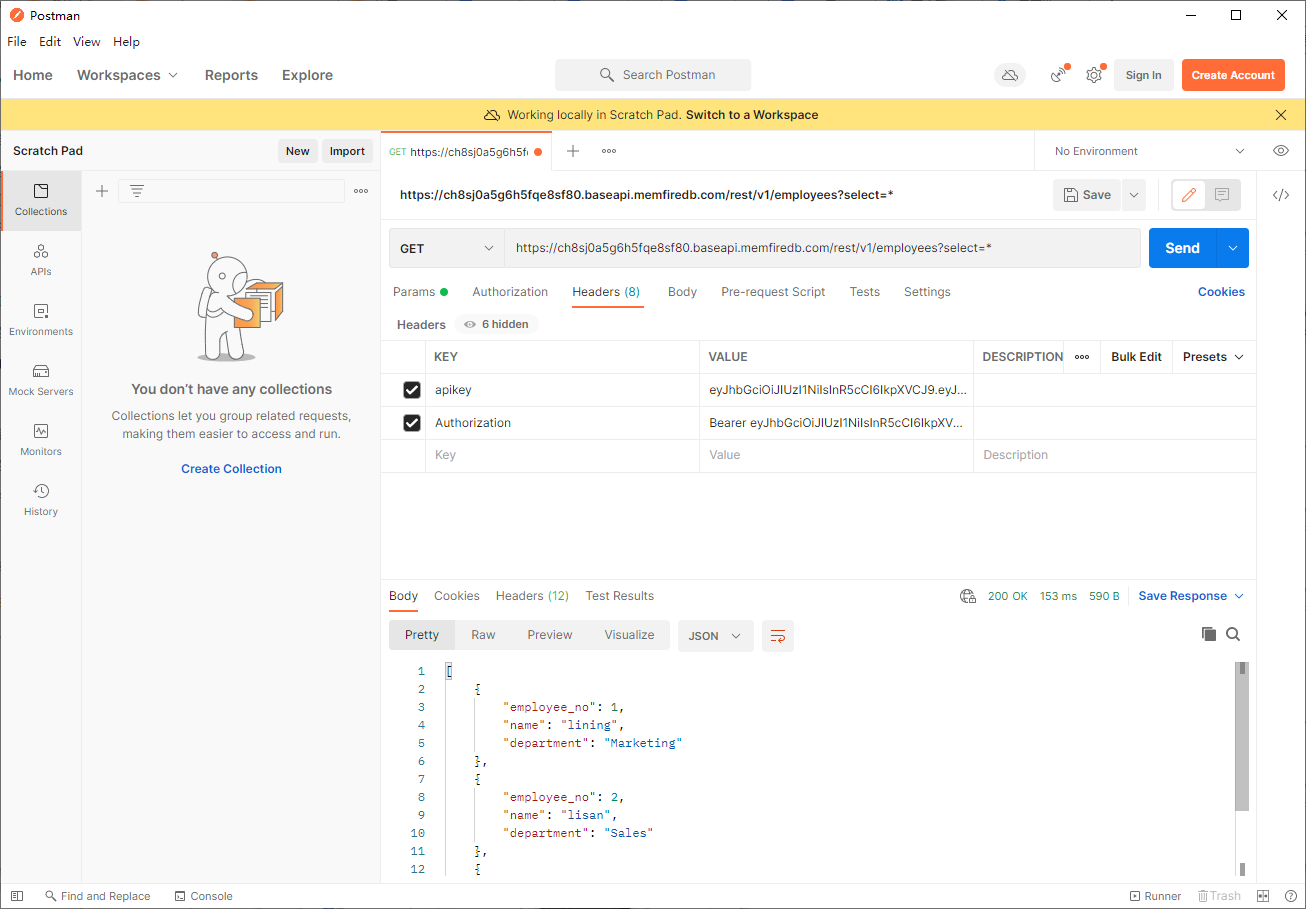 Postman
File Edit View Help
Home Workspaces Reports Explore Search Postman Sign In Create Account
Working locally in Scratch Pad. Switch to a Workspace
Scratch Pad New Import GET https://ch8sj0a5g6h5f No Environment
Collections
APIs
Environments
Mock Servers
Monitors
History
You don't have any collections
Collections let you group related requests,
making them easier to access and run.
Create Collection
https://ch8sj0a5g6h5fqe8sf80.baseapi.memfiredb.com/rest/v1/employees?select=* Save </>
GET https://ch8sj0a5g6h5fqe8sf80.baseapi.memfiredb.com/rest/v1/employees?select=* Send
Params Authorization Headers (8) Body Pre-request Script Tests Settings Cookies
Headers 6 hidden
KEY VALUE DESCRIPTION Bulk Edit Presets
apikey eyJhbGciOiJIUzI1NiIsInR5cCI6IkpXVCJ9.eyJ...
Authorization Bearer eyJhbGciOiJIUzI1NiIsInR5cCI6IkpXV...
Key Value Description
Body Cookies Headers (12) Test Results 200 OK 153 ms 590 B Save Response
Pretty Raw Preview Visualize JSON
1 [
2 {
3 "employee_no": 1,
4 "name": "lining",
5 "department": "Marketing"
6 },
7 {
8 "employee_no": 2,
9 "name": "lisan",
10 "department": "Sales"
11 },
12 {
Find and Replace Console Runner Trash